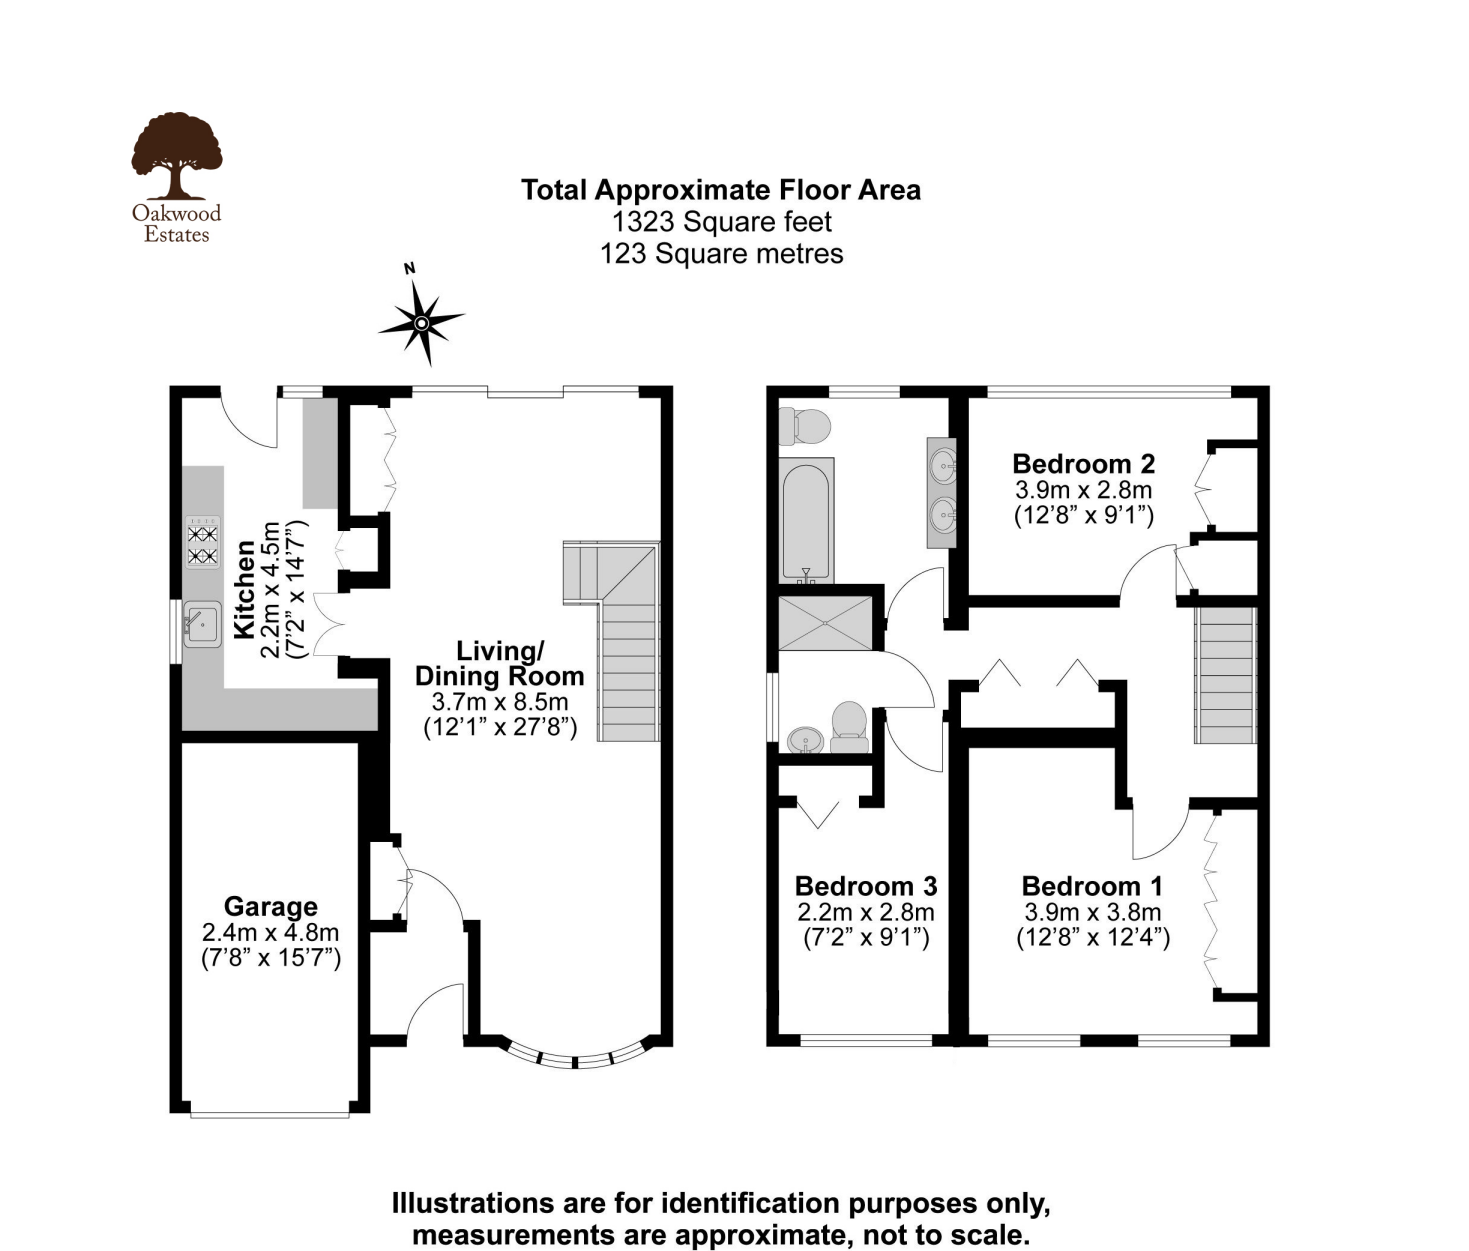 Oakwood
Estates
Total Approximate Floor Area
1323 Square feet
123 Square metres
N
Kitchen
2.2m x 4.5m
(7’2” x 14’7”)
Living/
Dining Room
3.7m x 8.5m
(12’1” x 27’8”)
Garage
2.4m x 4.8m
(7’8” x 15’7”)
Bedroom 2
3.9m x 2.8m
(12’8” x 9’1”)
Bedroom 3
2.2m x 2.8m
(7’2” x 9’1”)
Bedroom 1
3.9m x 3.8m
(12’8” x 12’4”)
Illustrations are for identification purposes only,
measurements are approximate, not to scale.